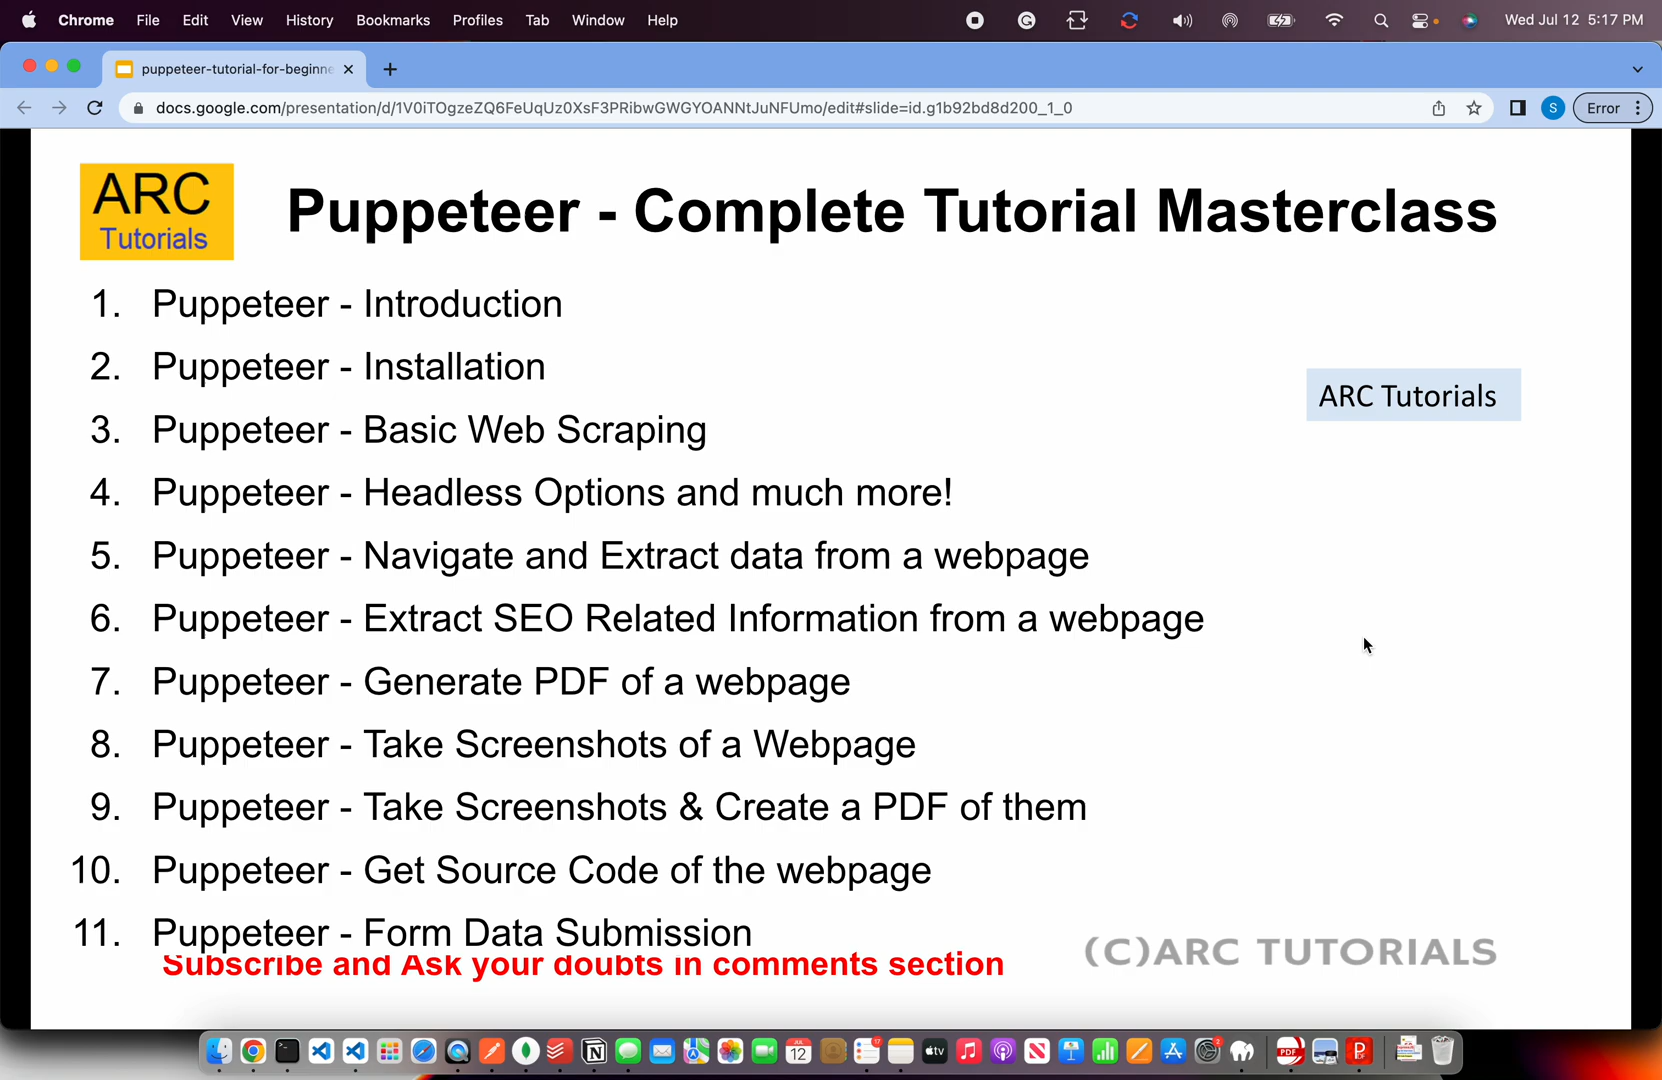 Chrome File Edit View History Bookmarks Profiles Tab Window Help Wed Jul 12 5:17 PM
puppeteer-tutorial-for-beginne
docs.google.com/presentation/d/1V0iTOgzeZQ6FeUqUz0XsF3PRibwGWGYOANNtJuNFUmo/edit#slide=id.g1b92bd8d200_1_0 S Error
ARC
Tutorials
Puppeteer - Complete Tutorial Masterclass
1. Puppeteer - Introduction
2. Puppeteer - Installation
ARC Tutorials
3. Puppeteer - Basic Web Scraping
4. Puppeteer - Headless Options and much more!
5. Puppeteer - Navigate and Extract data from a webpage
6. Puppeteer - Extract SEO Related Information from a webpage
7. Puppeteer - Generate PDF of a webpage
8. Puppeteer - Take Screenshots of a Webpage
9. Puppeteer - Take Screenshots & Create a PDF of them
10. Puppeteer - Get Source Code of the webpage
11. Puppeteer - Form Data Submission
Subscribe and Ask your doubts in comments section
(C)ARC TUTORIALS
JUL 12 17 tv 2 PDF